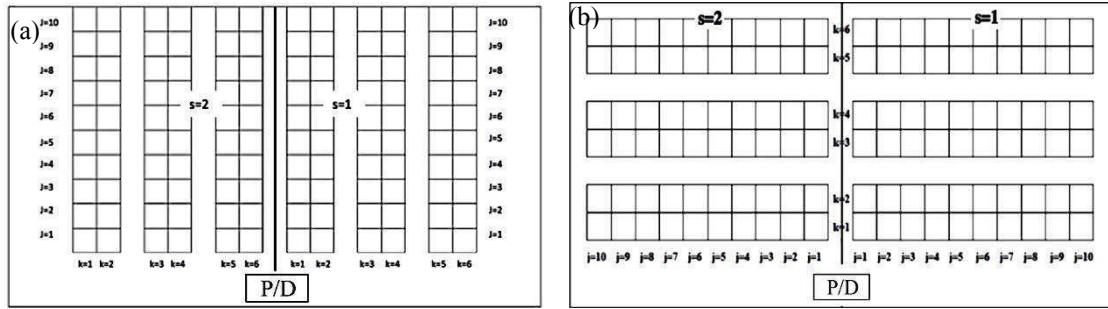 (a)
J=10 J=10
J=9 J=9
J=8 J=8
J=7 J=7
s=2 s=1
J=6 J=6
J=5 J=5
J=4 J=4
J=3 J=3
J=2 J=2
J=1 J=1
k=1 k=2 k=3 k=4 k=5 k=6 k=1 k=2 k=3 k=4 k=5 k=6
P/D
(b)
s=2 s=1
k=6
k=5
k=4
k=3
k=2
k=1
j=10 j=9 j=8 j=7 j=6 j=5 j=4 j=3 j=2 j=1 j=1 j=2 j=3 j=4 j=5 j=6 j=7 j=8 j=9 j=10
P/D